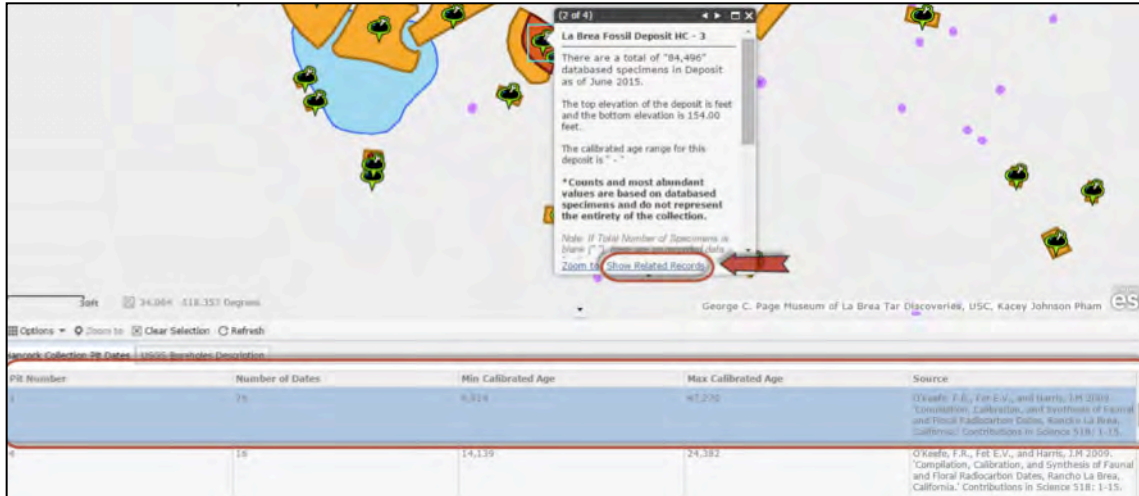 (2 of 4)
La Brea Fossil Deposit HC - 3
There are a total of "84,496"
databased specimens in Deposit
as of June 2015.
The top elevation of the deposit is feet
and the bottom elevation is 154.00
feet.
The calibrated age range for this
deposit is " - "
*Counts and most abundant
values are based on databased
specimens and do not represent
the entirety of the collection.
Note: If Total Number of Specimens is
blank (" "),
Zoom to Show Related Records
34.064 -118.357 Degrees
George C. Page Museum of La Brea Tar Discoveries, USC, Kacey Johnson Pham
es
Options Zoom to Clear Selection Refresh
Hancock Collection Pit Dates USGS Boreholes Description
Pit Number Number of Dates Min Calibrated Age Max Calibrated Age Source
O'Keefe, F.R., Fet E.V., and Harris, J.M 2009.
'Compilation, Calibration, and Synthesis of Faunal
and Floral Radiocarbon Dates, Rancho La Brea,
California.' Contributions in Science 518: 1-15.
4 16 14,139 24,382 O'Keefe, F.R., Fet E.V., and Harris, J.M 2009.
'Compilation, Calibration, and Synthesis of Faunal
and Floral Radiocarbon Dates, Rancho La Brea,
California.' Contributions in Science 518: 1-15.